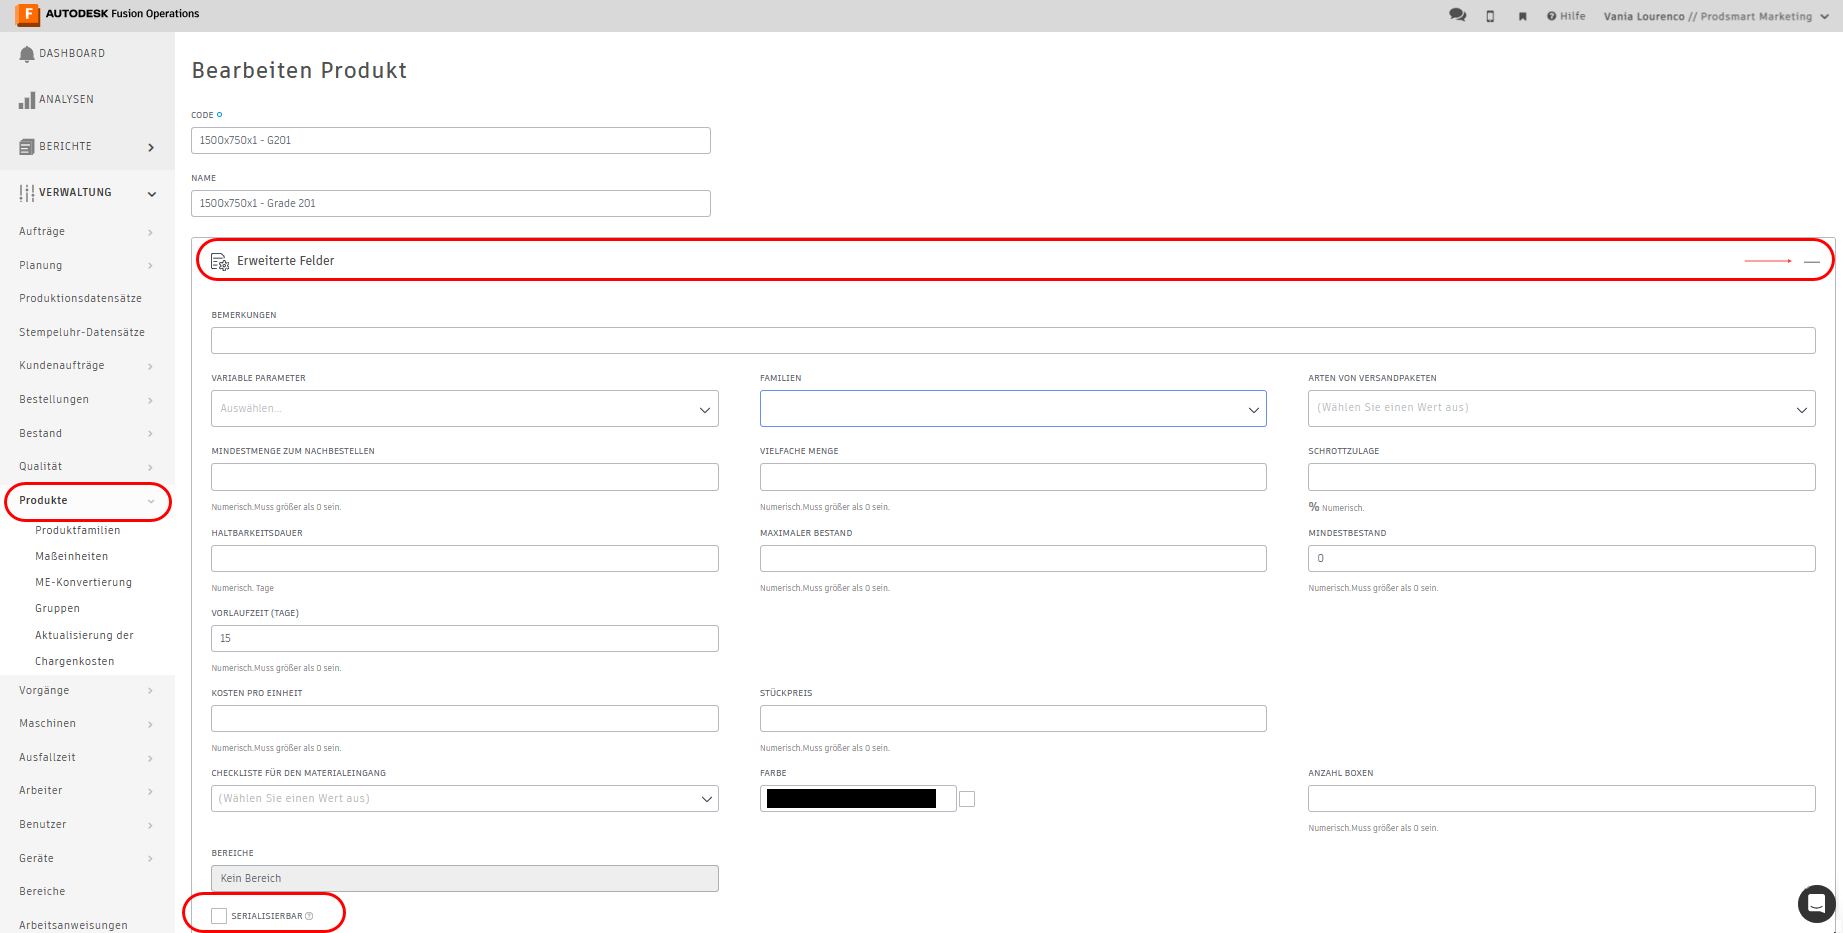 AUTODESK Fusion Operations
Hilfe
Vania Lourenco // Prodsmart Marketing
DASHBOARD
ANALYSEN
BERICHTE
VERWALTUNG
Aufträge
Planung
Produktionsdatensätze
Stempeluhr-Datensätze
Kundenaufträge
Bestellungen
Bestand
Qualität
Produkte
Produktfamilien
Maßeinheiten
ME-Konvertierung
Gruppen
Aktualisierung der
Chargenkosten
Vorgänge
Maschinen
Ausfallzeit
Arbeiter
Benutzer
Geräte
Bereiche
Arbeitsanweisungen
Bearbeiten Produkt
CODE
1500x750x1 - G201
NAME
1500x750x1 - Grade 201
Erweiterte Felder
BEMERKUNGEN
VARIABLE PARAMETER
Auswählen...
FAMILIEN
ARTEN VON VERSANDPAKETEN
(Wählen Sie einen Wert aus)
MINDESTMENGE ZUM NACHBESTELLEN
Numerisch.Muss größer als 0 sein.
VIELFACHE MENGE
Numerisch.Muss größer als 0 sein.
SCHROTTZULAGE
% Numerisch.
HALTBARKEITSDAUER
Numerisch. Tage
MAXIMALER BESTAND
Numerisch.Muss größer als 0 sein.
MINDESTBESTAND
0
Numerisch.Muss größer als 0 sein.
VORLAUFZEIT (TAGE)
15
Numerisch.Muss größer als 0 sein.
KOSTEN PRO EINHEIT
Numerisch.Muss größer als 0 sein.
STÜCKPREIS
Numerisch.Muss größer als 0 sein.
CHECKLISTE FÜR DEN MATERIALEINGANG
(Wählen Sie einen Wert aus)
FARBE
ANZAHL BOXEN
Numerisch.Muss größer als 0 sein.
BEREICHE
Kein Bereich
SERIALISIERBAR